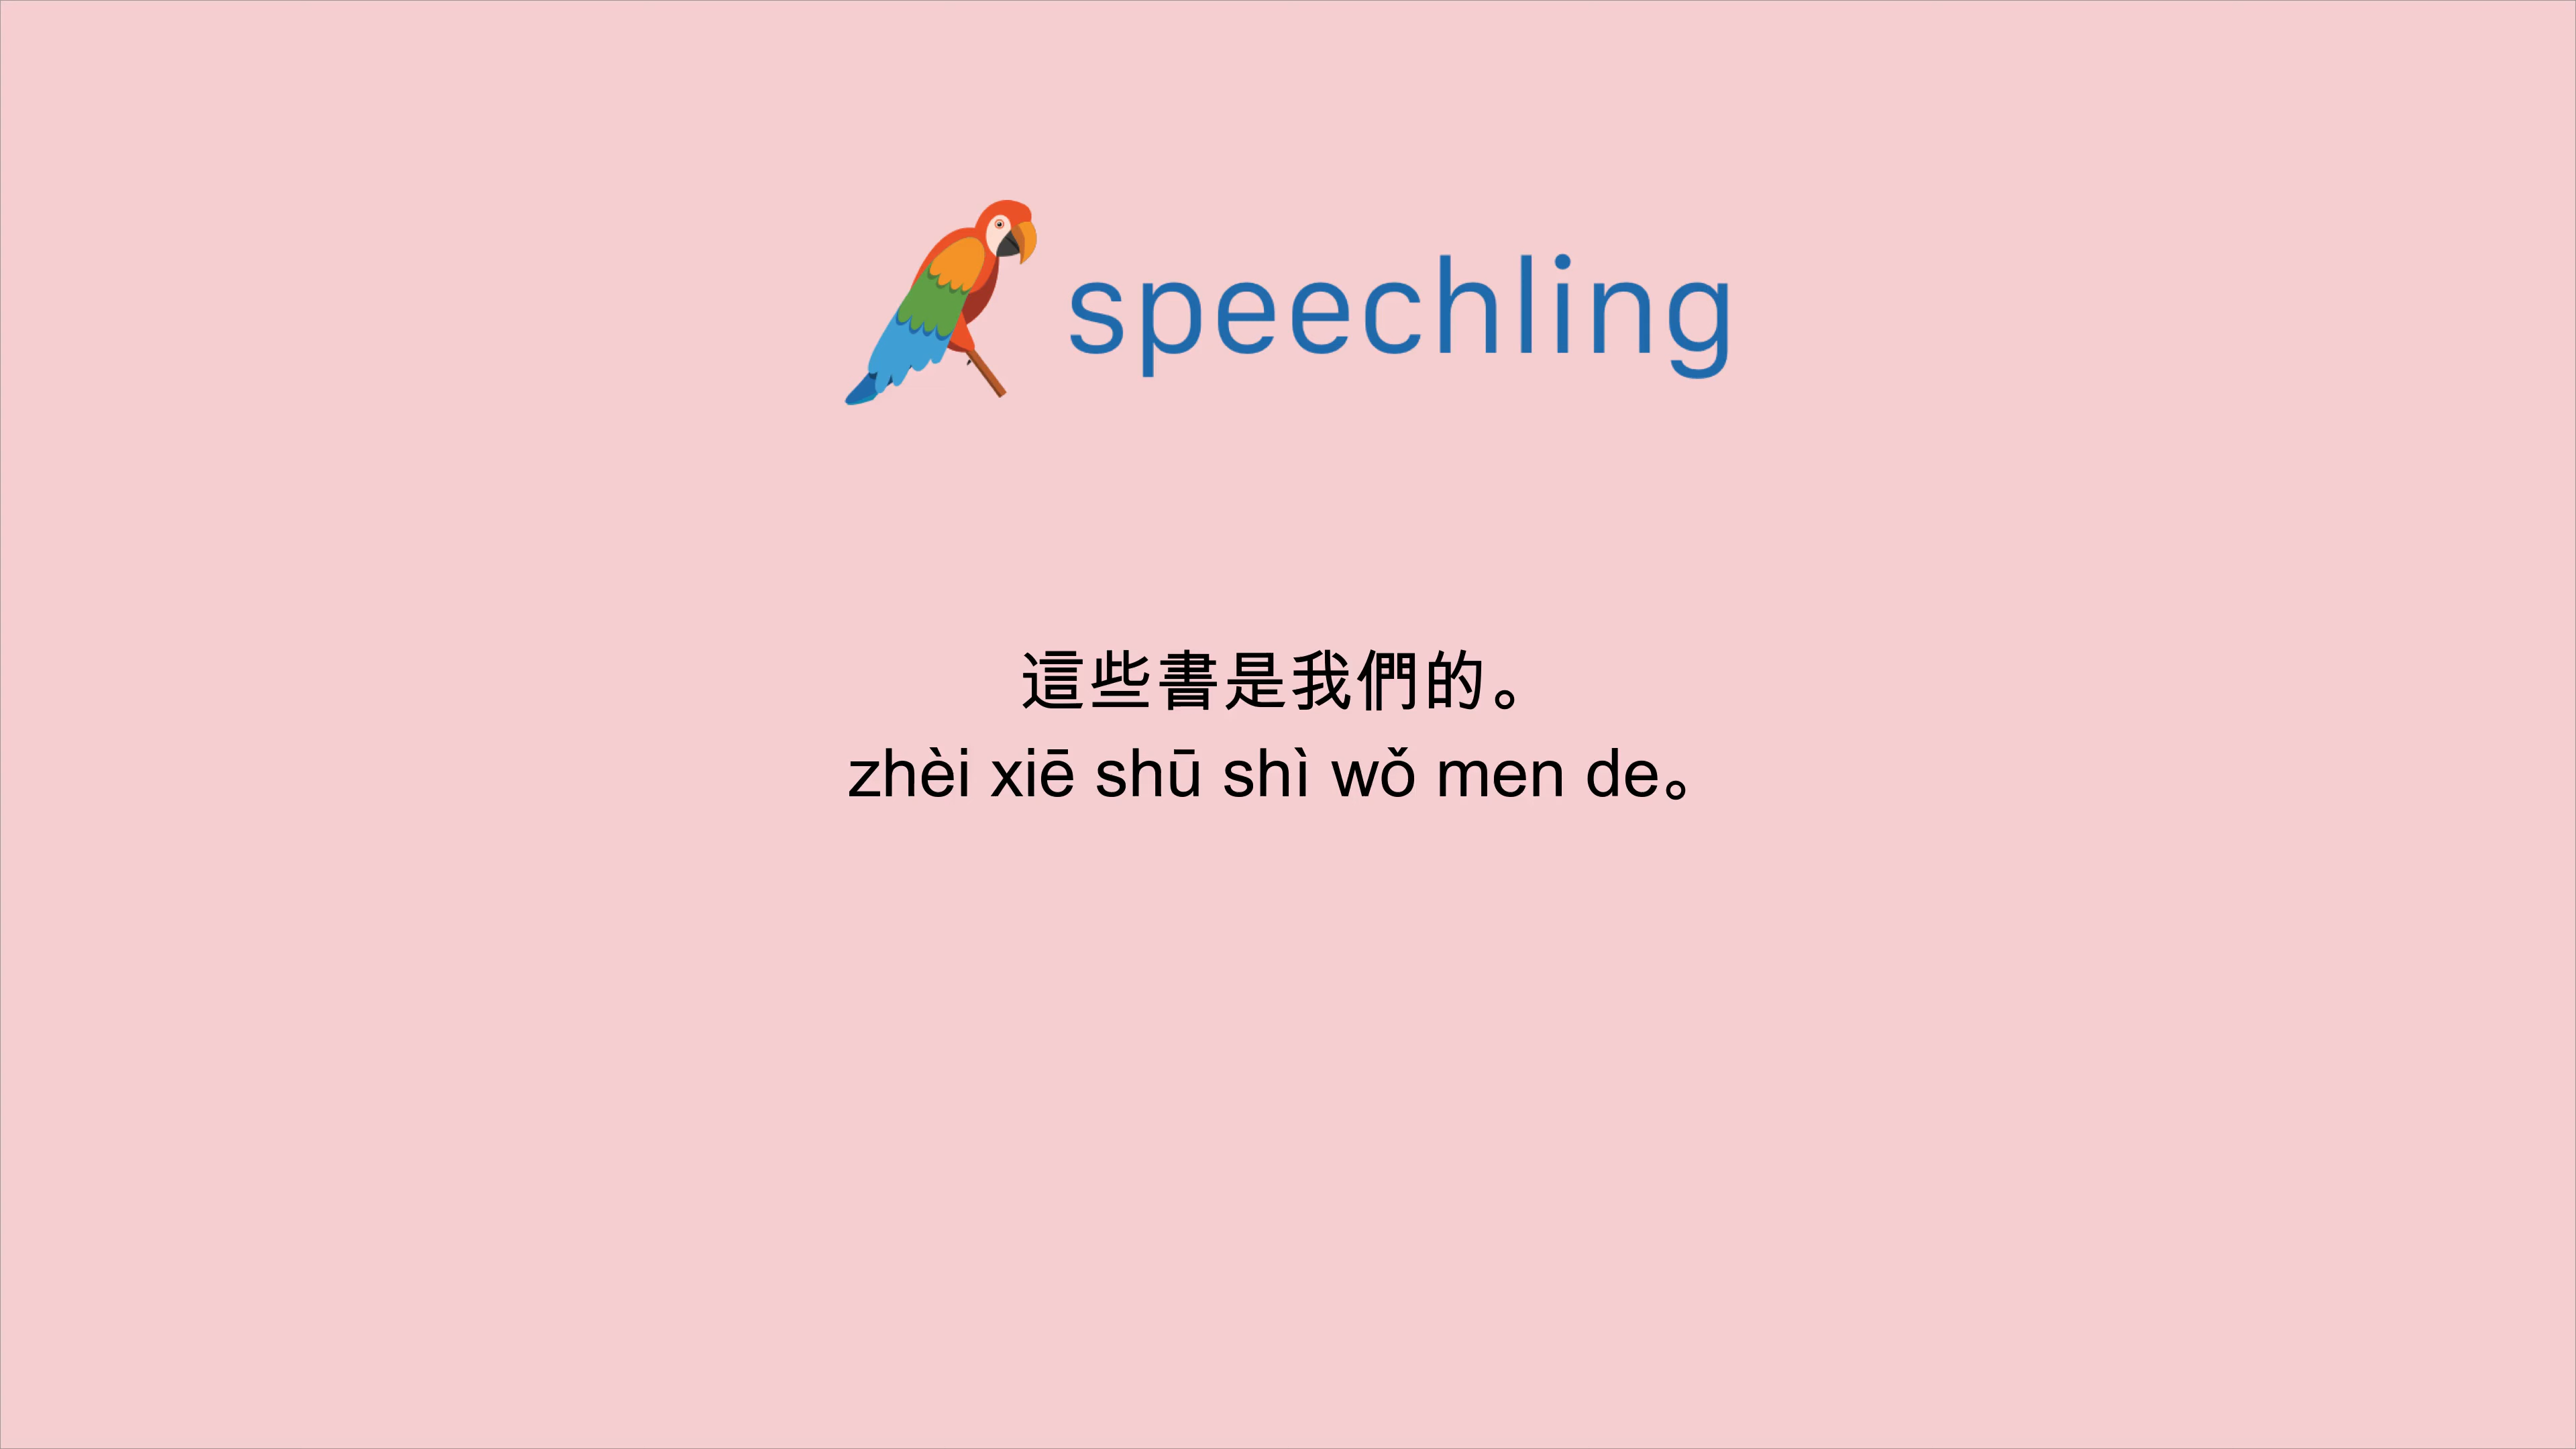 speechling
這些書是我們的。
zhèi xiē shū shì wǒ men de。